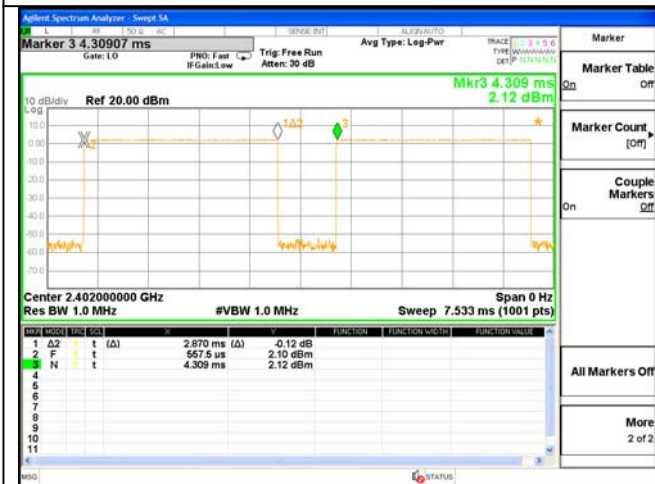 Agilent Spectrum Analyzer - Swept SA
L RF 50 Ω AC SENSE:INT ALIGNAUTO
Marker 3 4.30907 ms
Gate: LO
PNO: Fast
IFGain:Low
Trig: Free Run
Atten: 30 dB
Avg Type: Log-Pwr
TRACE 1 2 3 4 5 6
TYPE
DET P N N N N N
Mkr3 4.309 ms
2.12 dBm
10 dB/div Ref 20.00 dBm
Log
10.0
0.00
-10.0
-20.0
-30.0
-40.0
-50.0
-60.0
-70.0
1Δ2
3
2
Center 2.402000000 GHz Span 0 Hz
Res BW 1.0 MHz #VBW 1.0 MHz Sweep 7.533 ms (1001 pts)
MKR MODE TRC SCL X Y FUNCTION FUNCTION WIDTH FUNCTION VALUE
1 Δ2 t (Δ) 2.870 ms (Δ) -0.12 dB
2 F t 557.5 us 2.10 dBm
3 N t 4.309 ms 2.12 dBm
4
5
6
7
8
9
10
11
MSG STATUS
Marker
Marker Table
On Off
Marker Count
[Off]
Couple
Markers
On Off
All Markers Off
More
2 of 2